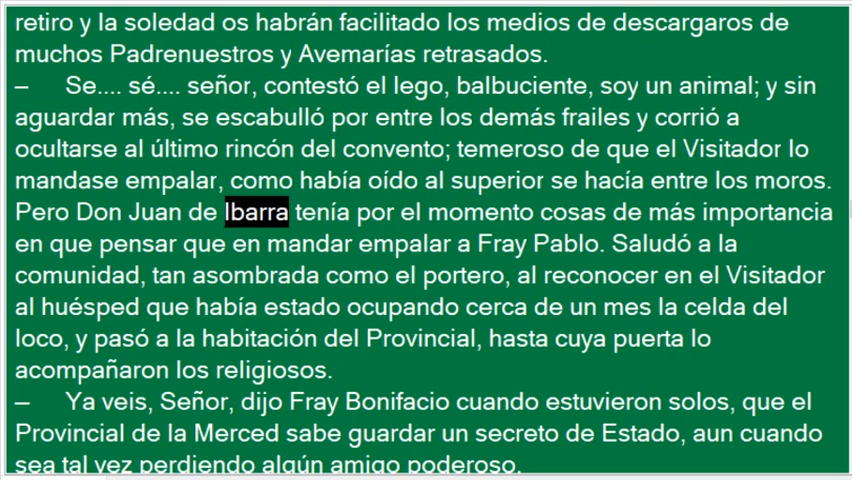 retiro y la soledad os habrán facilitado los medios de descargaros de
muchos Padrenuestros y Avemarías retrasados.
–      Se.... sé.... señor, contestó el lego, balbuciente, soy un animal; y sin
aguardar más, se escabulló por entre los demás frailes y corrió a
ocultarse al último rincón del convento; temeroso de que el Visitador lo
mandase empalar, como había oído al superior se hacía entre los moros.
Pero Don Juan de Ibarra tenía por el momento cosas de más importancia
en que pensar que en mandar empalar a Fray Pablo. Saludó a la
comunidad, tan asombrada como el portero, al reconocer en el Visitador
al huésped que había estado ocupando cerca de un mes la celda del
loco, y pasó a la habitación del Provincial, hasta cuya puerta lo
acompañaron los religiosos.
–      Ya veis, Señor, dijo Fray Bonifacio cuando estuvieron solos, que el
Provincial de la Merced sabe guardar un secreto de Estado, aun cuando
sea tal vez perdiendo algún amigo poderoso.